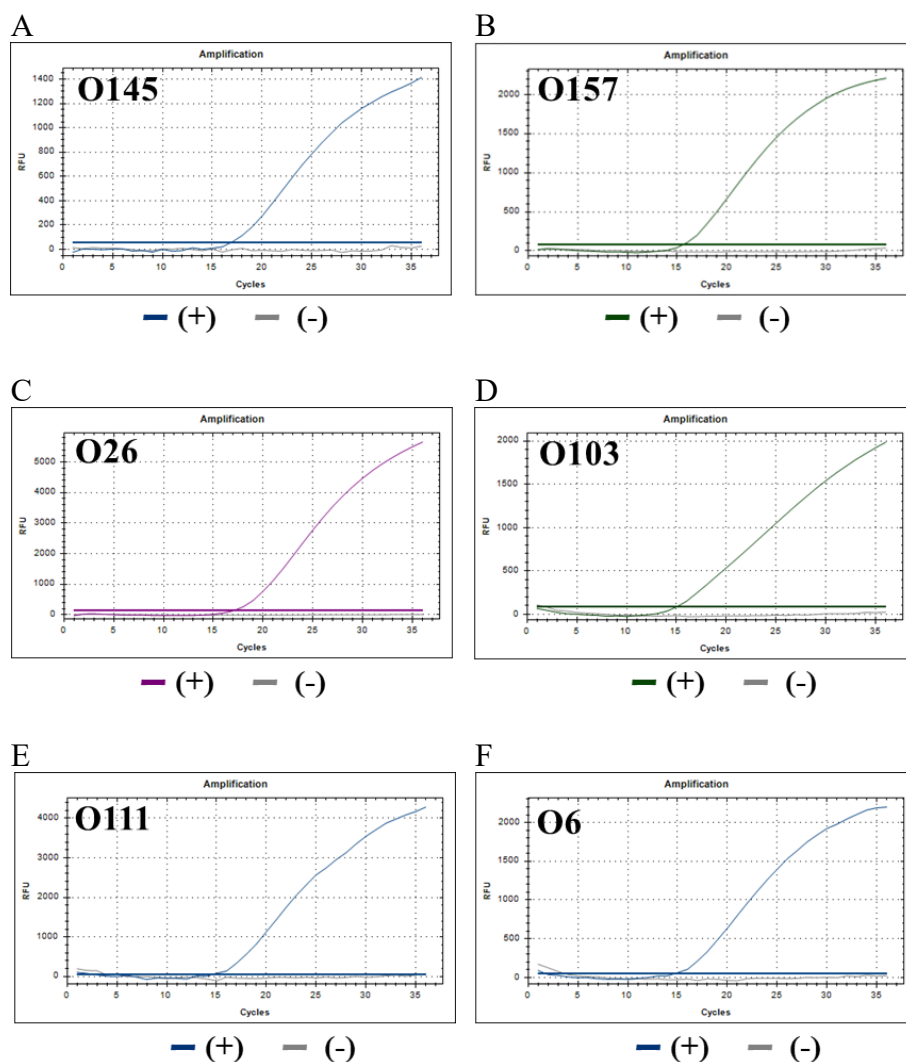 A
Amplification
O145
1400
1200
1000
800
600
400
200
0
RFU
0 5 10 15 20 25 30 35
Cycles
(+) (-)
B
Amplification
O157
2000
1500
1000
500
0
RFU
0 5 10 15 20 25 30 35
Cycles
(+) (-)
C
Amplification
O26
5000
4000
3000
2000
1000
0
RFU
0 5 10 15 20 25 30 35
Cycles
(+) (-)
D
Amplification
O103
2000
1500
1000
500
0
RFU
0 5 10 15 20 25 30 35
Cycles
(+) (-)
E
Amplification
O111
4000
3000
2000
1000
0
RFU
0 5 10 15 20 25 30 35
Cycles
(+) (-)
F
Amplification
O6
2000
1500
1000
500
0
RFU
0 5 10 15 20 25 30 35
Cycles
(+) (-)